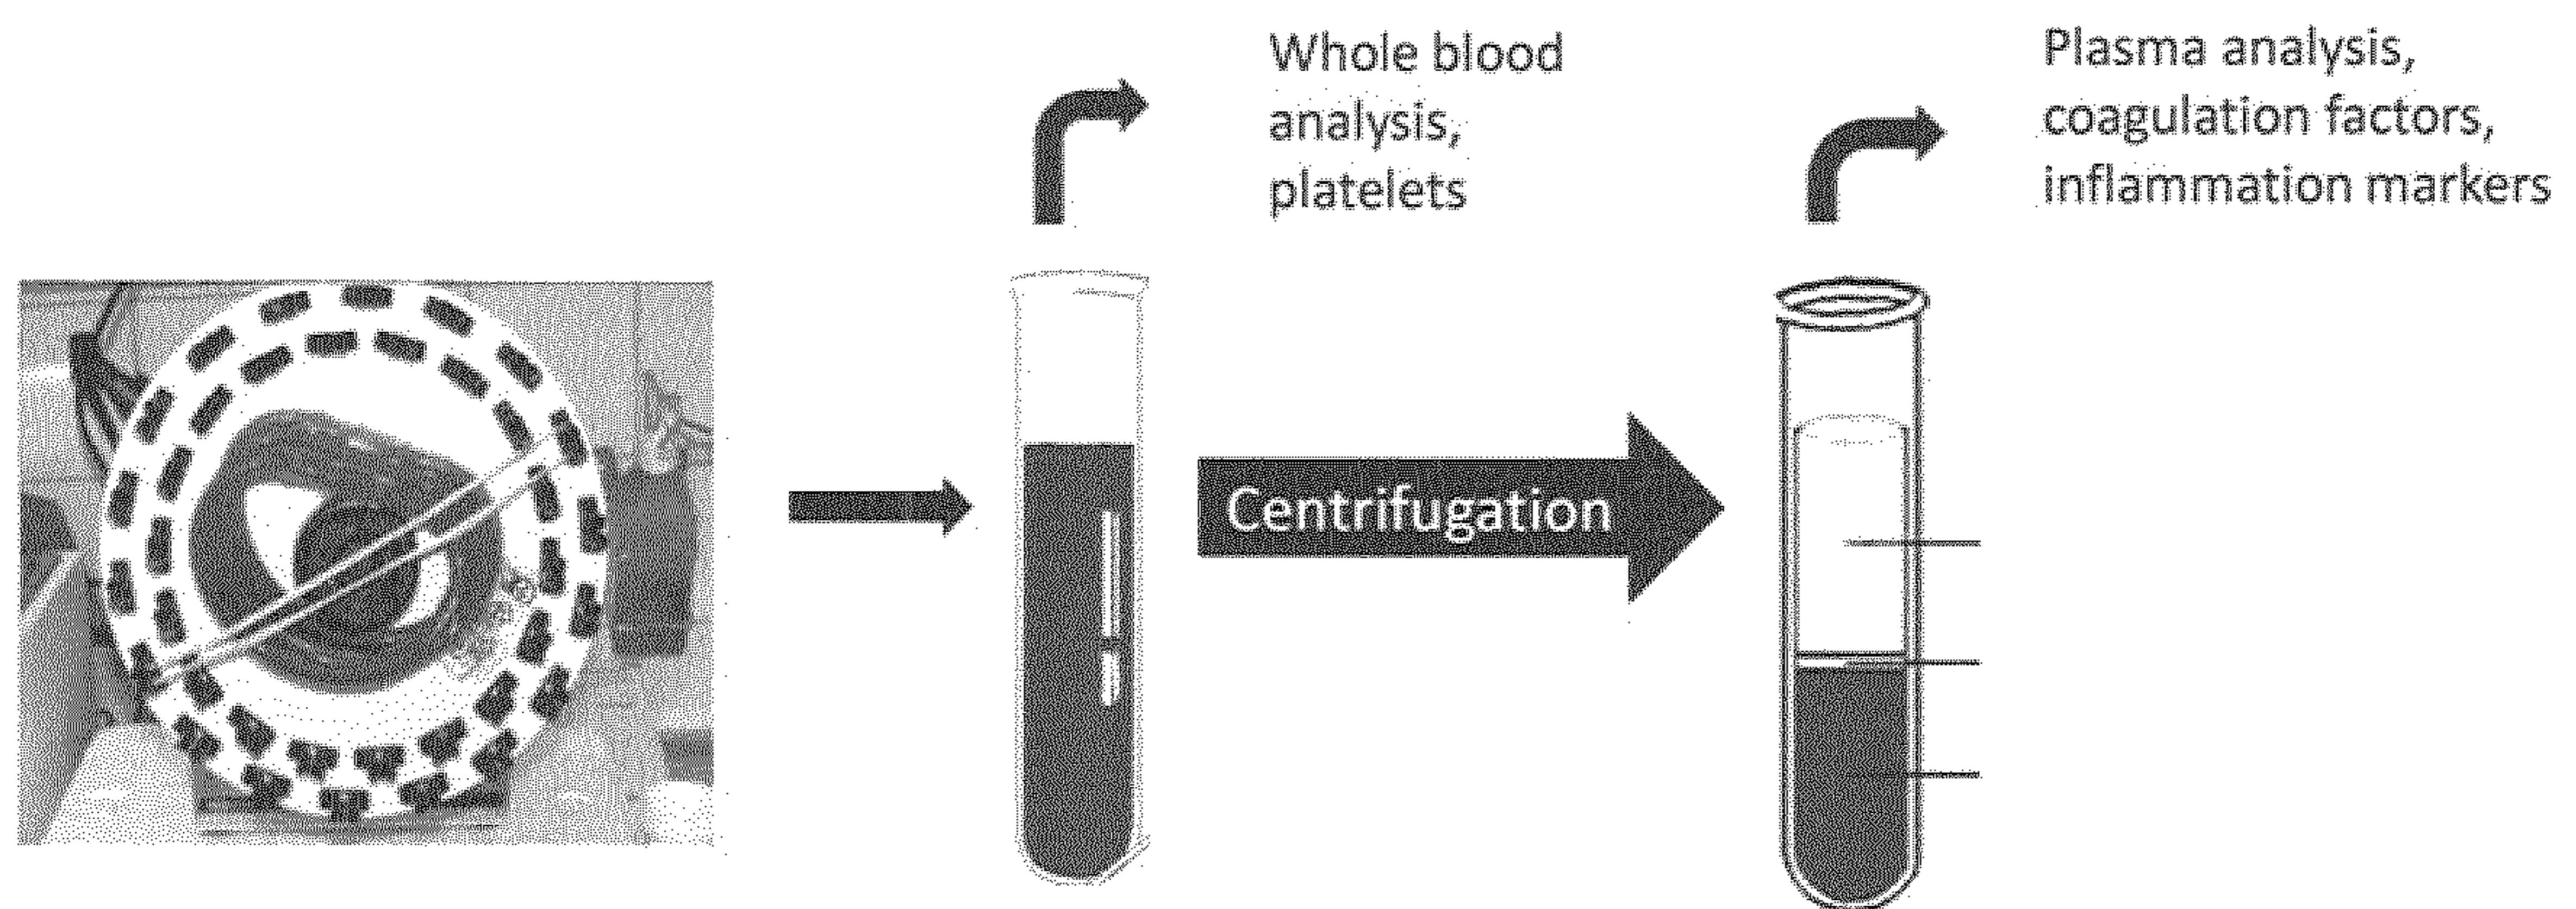 Whole blood
analysis,
platelets
Plasma analysis,
coagulation factors,
inflammation markers
Centrifugation